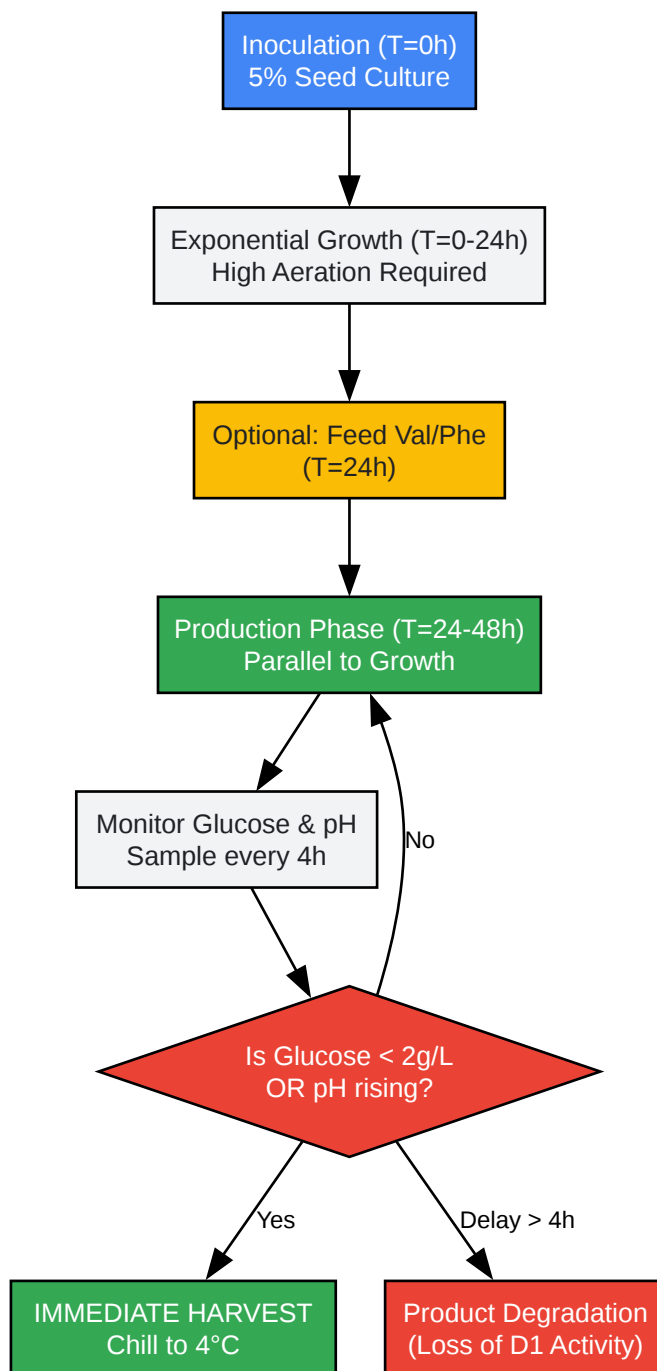 Inoculation (T=0h)
5% Seed Culture
Exponential Growth (T=0-24h)
High Aeration Required
Optional: Feed Val/Phe
(T=24h)
Production Phase (T=24-48h)
Parallel to Growth
Monitor Glucose & pH
Sample every 4h
No
Is Glucose < 2g/L
OR pH rising?
Yes
Delay > 4h
IMMEDIATE HARVEST
Chill to 4°C
Product Degradation
(Loss of D1 Activity)